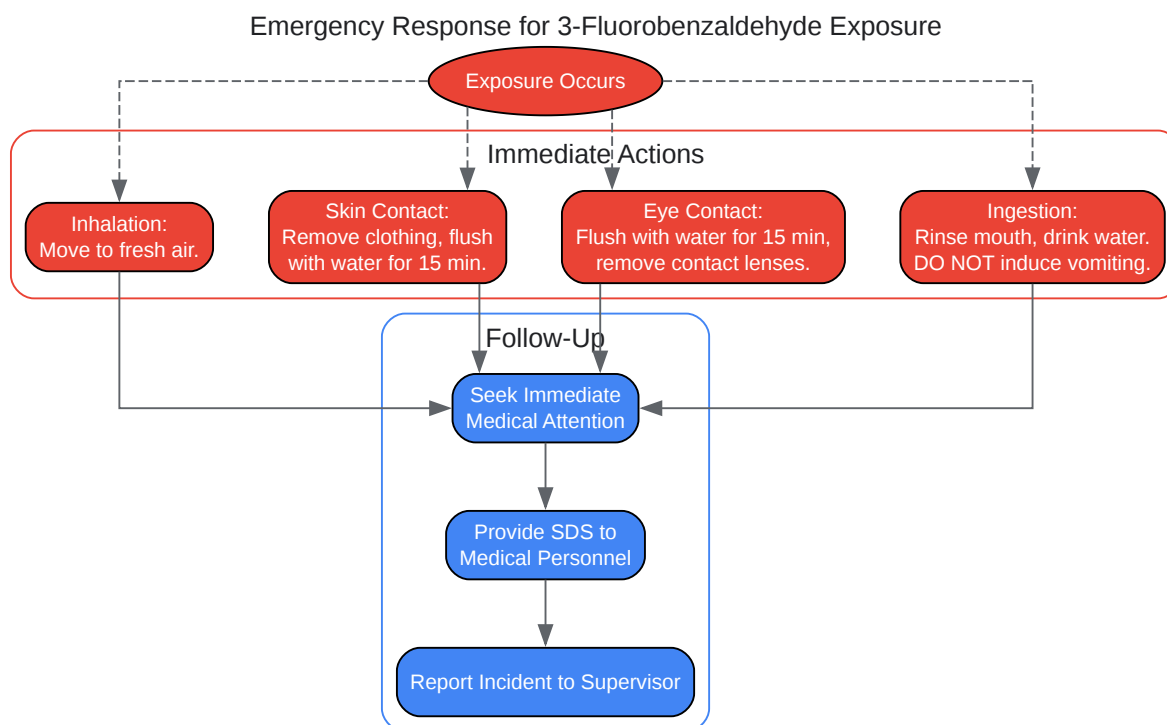 Emergency Response for 3-Fluorobenzaldehyde Exposure
Exposure Occurs
Immediate Actions
Inhalation:
Move to fresh air.
Skin Contact:
Remove clothing, flush
with water for 15 min.
Eye Contact:
Flush with water for 15 min,
remove contact lenses.
Ingestion:
Rinse mouth, drink water.
DO NOT induce vomiting.
Follow-Up
Seek Immediate
Medical Attention
Provide SDS to
Medical Personnel
Report Incident to Supervisor